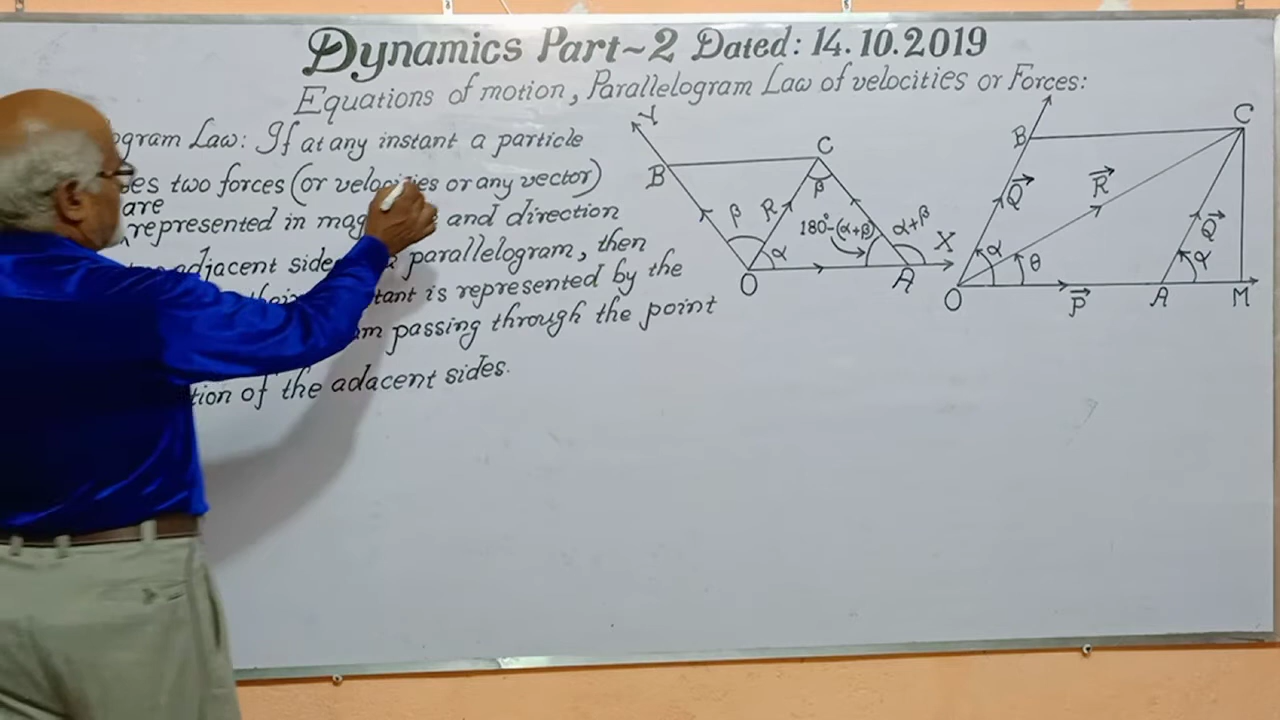 Dynamics Part~2 Dated: 14.10.2019
Equations of motion, Parallelogram Law of velocities or Forces:
ogram Law: If at any instant a particle
es two forces (or velocities or any vector)
are
represented in mag and direction
adjacent side parallelogram, then
tant is represented by the
am passing through the point
tion of the adacent sides.
Y
B
C
β
β
R
α
180°-(α+β)
α+β
X
O
A
B
C
Q
R
Q
α
θ
α
O
P
A
M